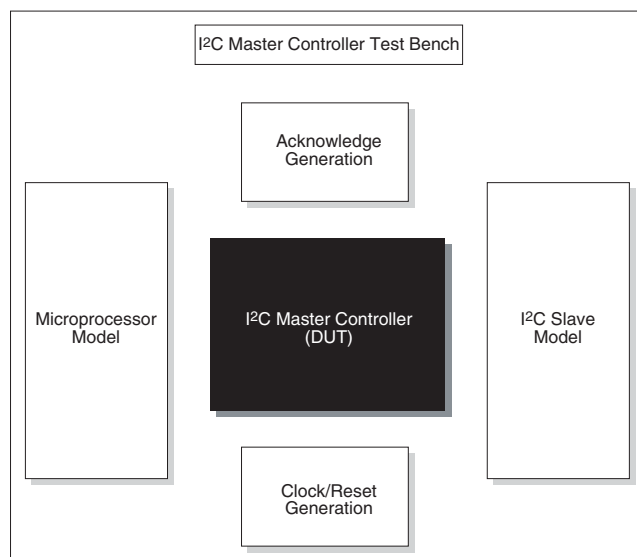 I²C Master Controller Test Bench
Acknowledge
Generation
Microprocessor
Model
I²C Master Controller
(DUT)
I²C Slave
Model
Clock/Reset
Generation